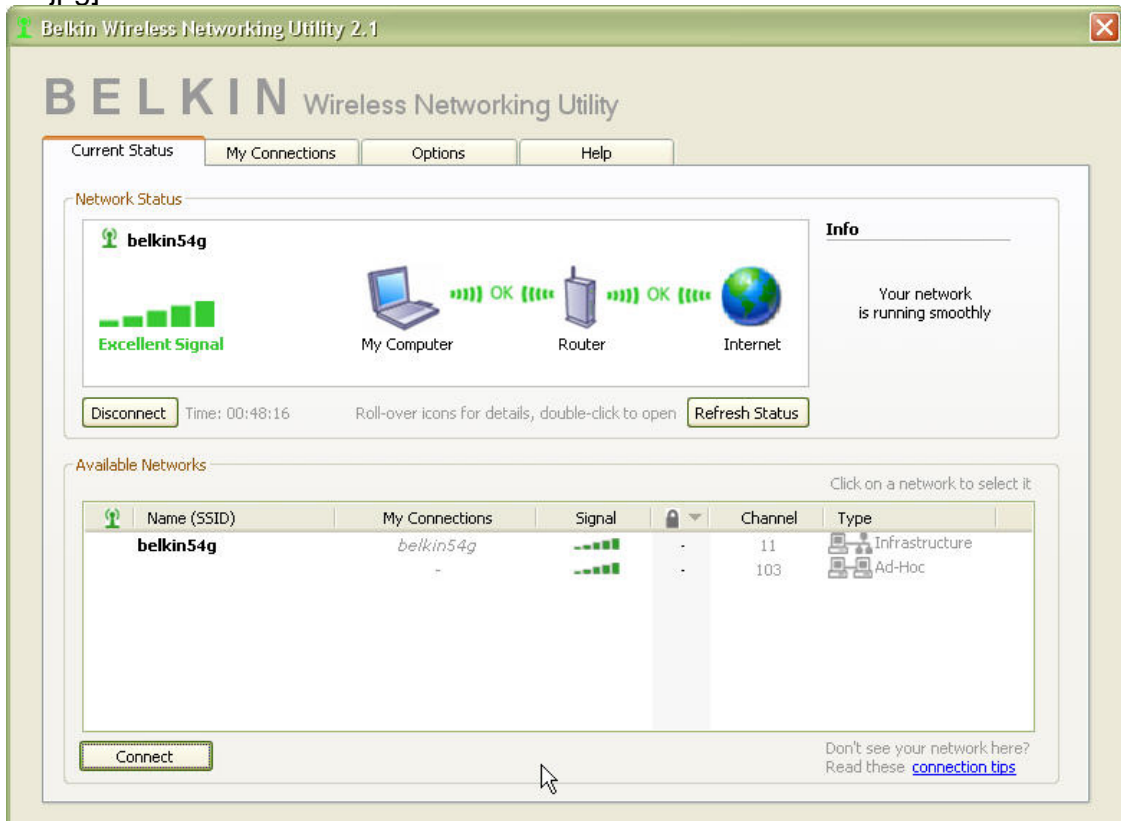 jpg]
Belkin Wireless Networking Utility 2.1
BELKIN Wireless Networking Utility
Current Status My Connections Options Help
Network Status
belkin54g
Info
OK OK
Your network
is running smoothly
Excellent Signal My Computer Router Internet
Disconnect Time: 00:48:16 Roll-over icons for details, double-click to open Refresh Status
Available Networks
Click on a network to select it
Name (SSID) My Connections Signal Channel Type
belkin54g belkin54g - 11 Infrastructure
- - 103 Ad-Hoc
Connect
Don't see your network here?
Read these connection tips